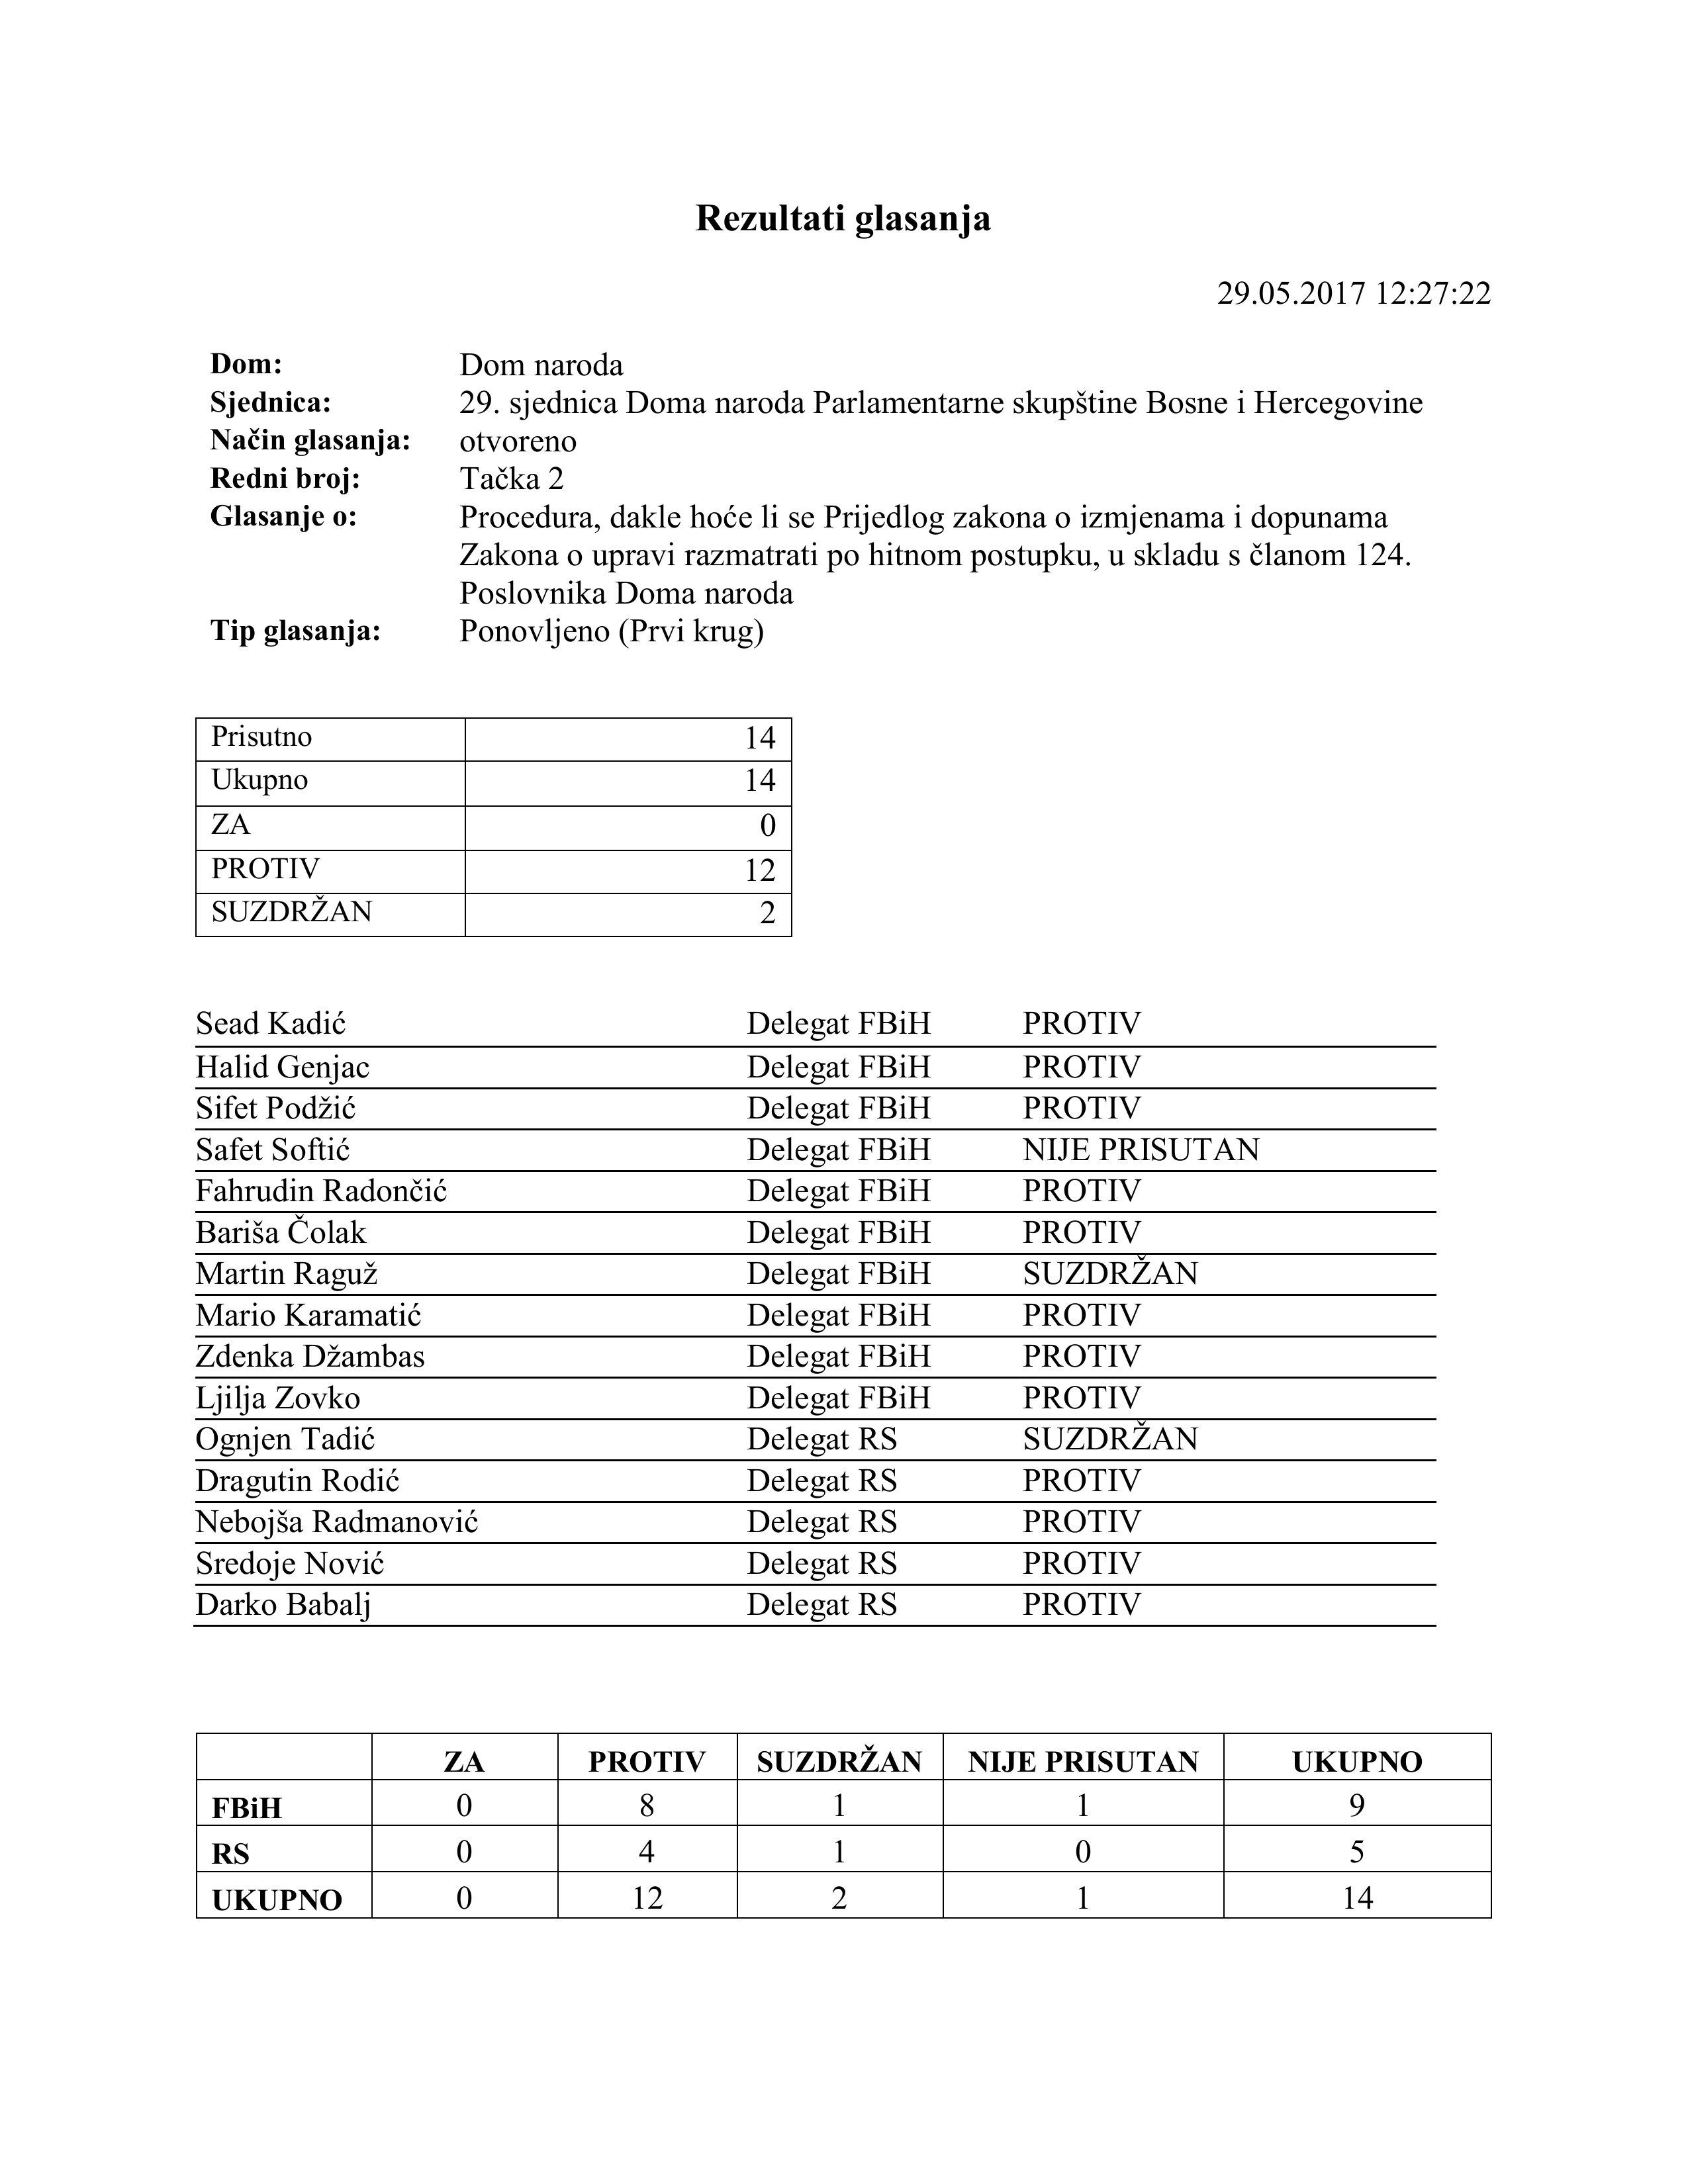 Rezultati glasanja
29.05.2017 12:27:22
Dom: Dom naroda
Sjednica: 29. sjednica Doma naroda Parlamentarne skupštine Bosne i Hercegovine
Način glasanja: otvoreno
Redni broj: Tačka 2
Glasanje o: Procedura, dakle hoće li se Prijedlog zakona o izmjenama i dopunama
Zakona o upravi razmatrati po hitnom postupku, u skladu s članom 124.
Poslovnika Doma naroda
Tip glasanja: Ponovljeno (Prvi krug)
Prisutno 14
Ukupno 14
ZA 0
PROTIV 12
SUZDRŽAN 2
Sead Kadić Delegat FBiH PROTIV
Halid Genjac Delegat FBiH PROTIV
Sifet Podžić Delegat FBiH PROTIV
Safet Softić Delegat FBiH NIJE PRISUTAN
Fahrudin Radončić Delegat FBiH PROTIV
Bariša Čolak Delegat FBiH PROTIV
Martin Raguž Delegat FBiH SUZDRŽAN
Mario Karamatić Delegat FBiH PROTIV
Zdenka Džambas Delegat FBiH PROTIV
Ljilja Zovko Delegat FBiH PROTIV
Ognjen Tadić Delegat RS SUZDRŽAN
Dragutin Rodić Delegat RS PROTIV
Nebojša Radmanović Delegat RS PROTIV
Sredoje Nović Delegat RS PROTIV
Darko Babalj Delegat RS PROTIV
ZA PROTIV SUZDRŽAN NIJE PRISUTAN UKUPNO
FBiH 0 8 1 1 9
RS 0 4 1 0 5
UKUPNO 0 12 2 1 14